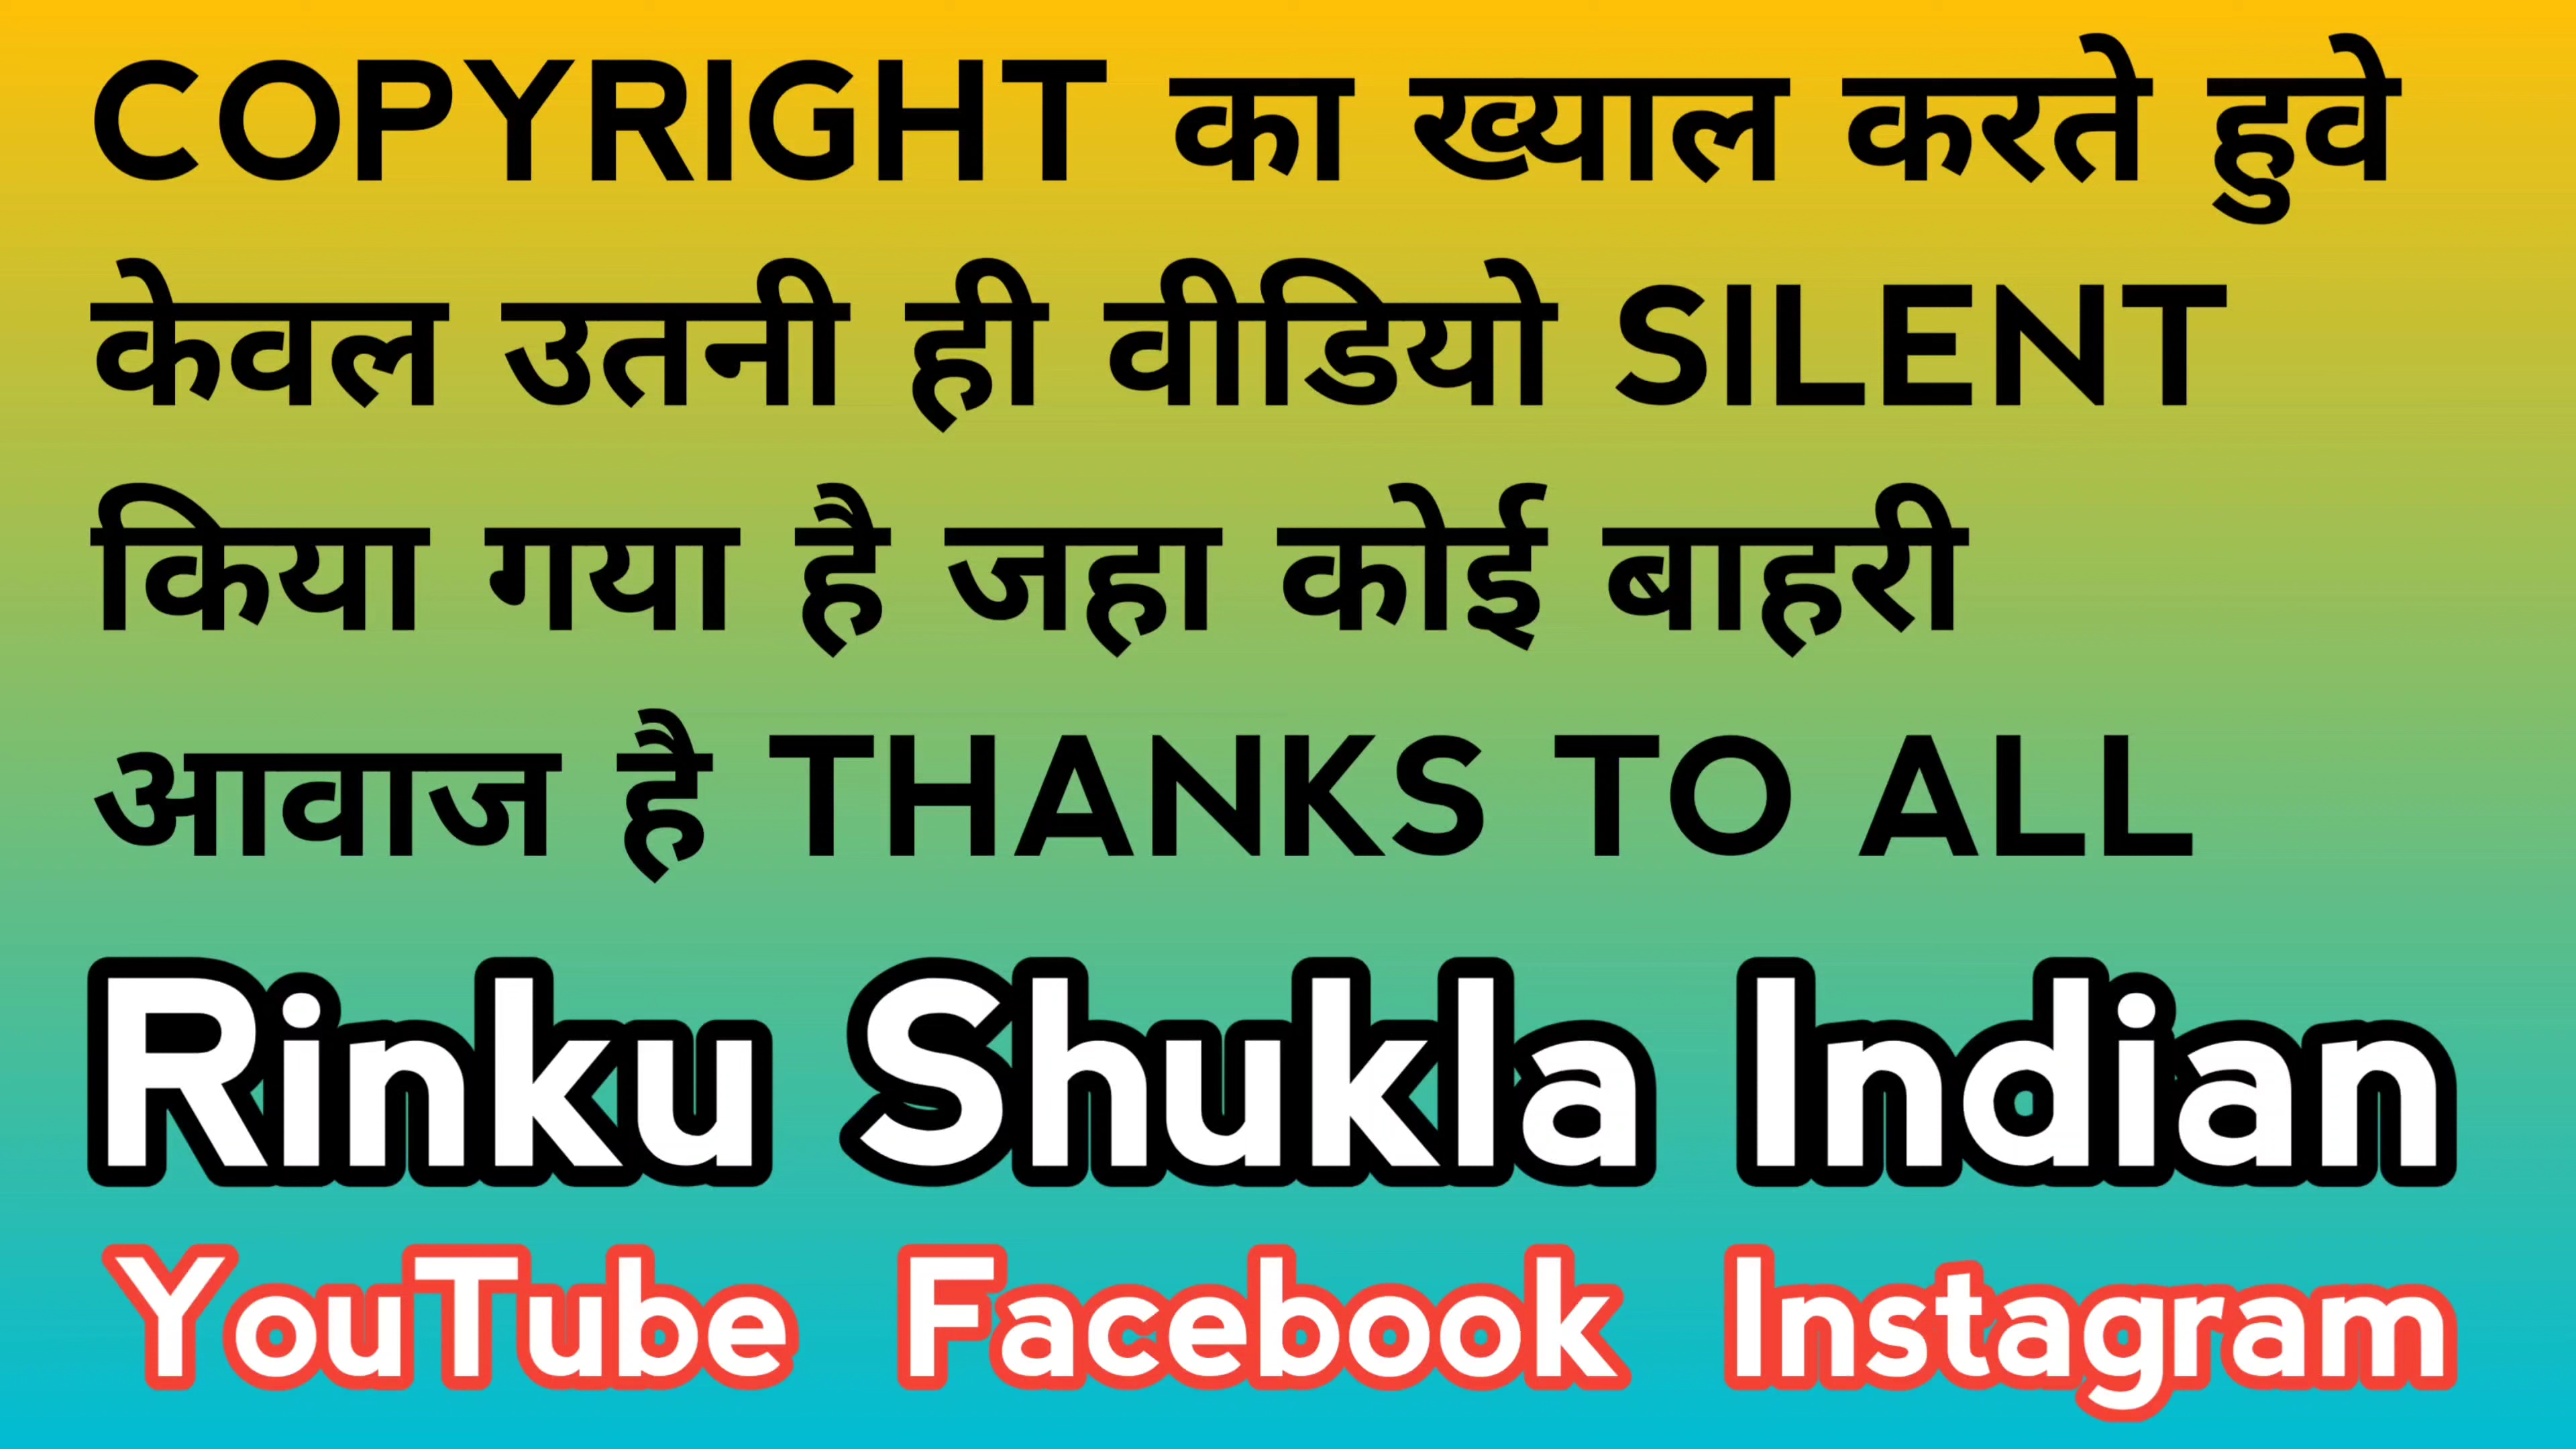 COPYRIGHT का ख्याल करते हुवे
केवल उतनी ही वीडियो SILENT
किया गया है जहा कोई बाहरी
आवाज है THANKS TO ALL
Rinku Shukla Indian
YouTube Facebook Instagram